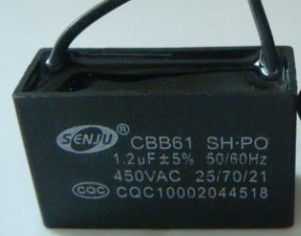 SENJU® CBB61 SH·PO
1.2µF±5% 50/60Hz
450VAC 25/70/21
CQC CQC10002044518